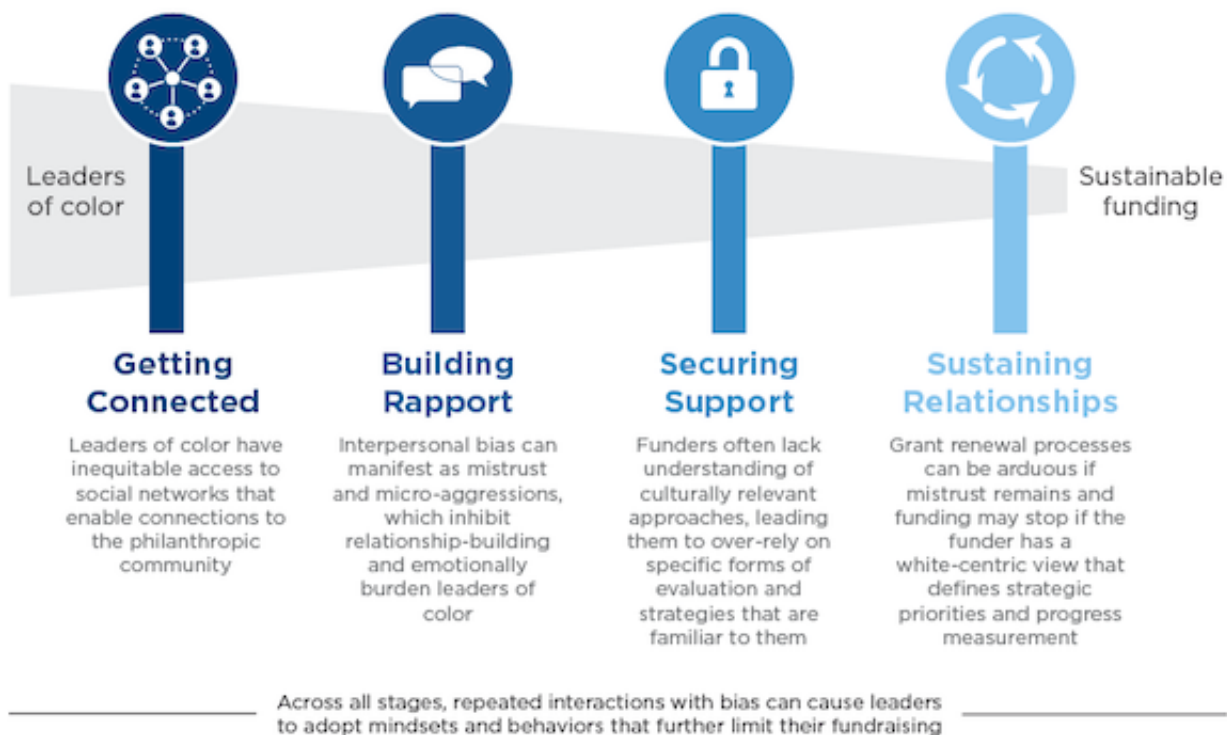 Leaders
of color
Sustainable
funding
Getting
Connected
Leaders of color have
inequitable access to
social networks that
enable connections to
the philanthropic
community
Building
Rapport
Interpersonal bias can
manifest as mistrust
and micro-aggressions,
which inhibit
relationship-building
and emotionally
burden leaders of
color
Securing
Support
Funders often lack
understanding of
culturally relevant
approaches, leading
them to over-rely on
specific forms of
evaluation and
strategies that are
familiar to them
Sustaining
Relationships
Grant renewal processes
can be arduous if
mistrust remains and
funding may stop if the
funder has a
white-centric view that
defines strategic
priorities and progress
measurement
Across all stages, repeated interactions with bias can cause leaders
to adopt mindsets and behaviors that further limit their fundraising